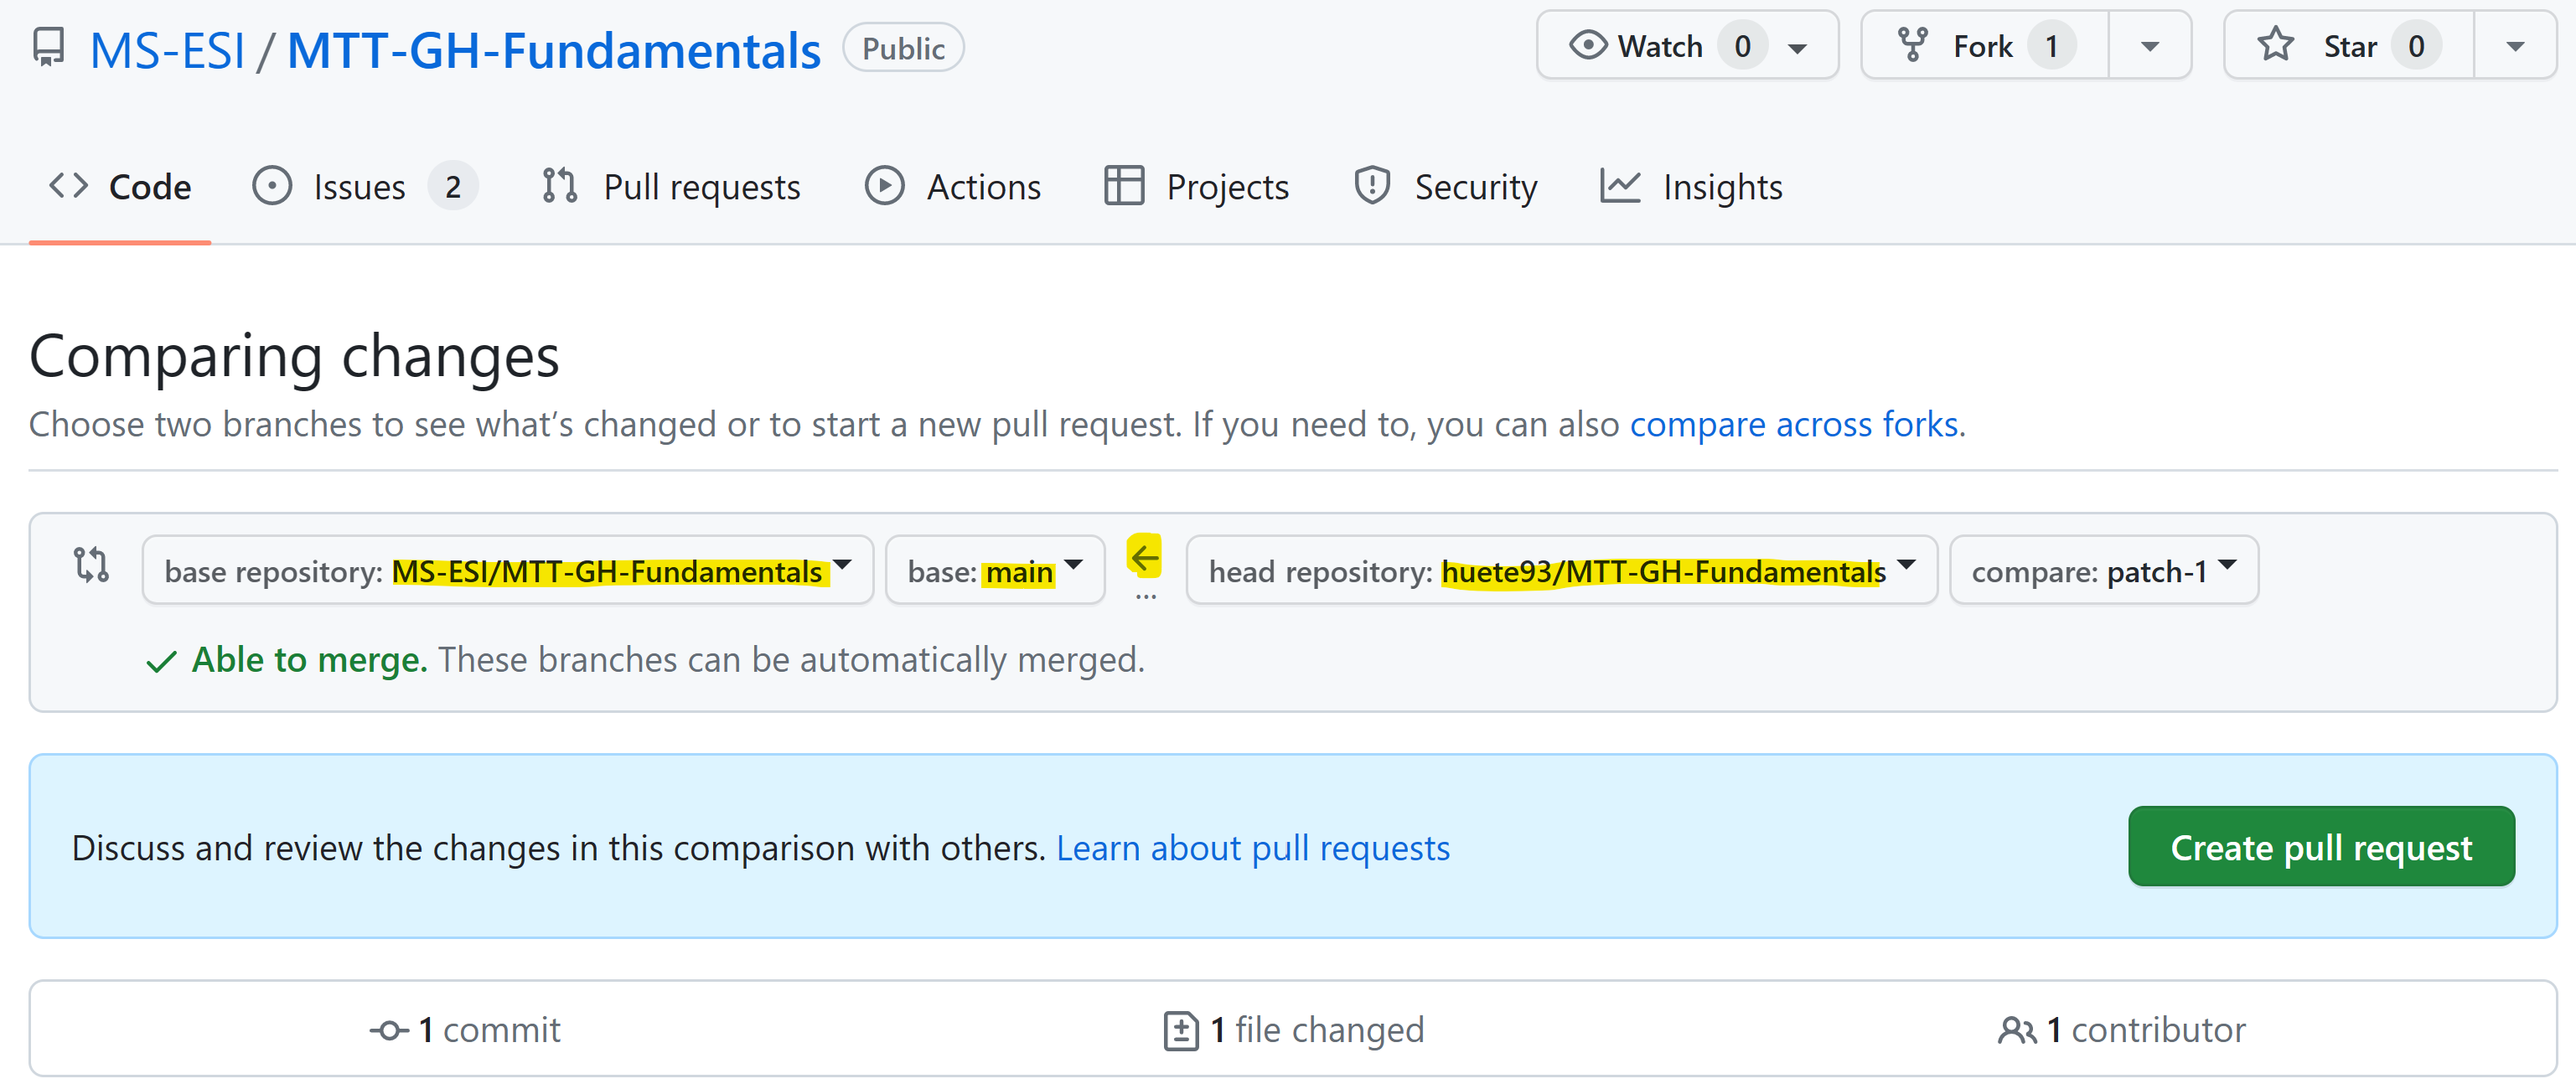 MS-ESI / MTT-GH-Fundamentals Public Watch 0 Fork 1 Star 0
Code Issues 2 Pull requests Actions Projects Security Insights
Comparing changes
Choose two branches to see what’s changed or to start a new pull request. If you need to, you can also compare across forks.
base repository: MS-ESI/MTT-GH-Fundamentals base: main ... head repository: huete93/MTT-GH-Fundamentals compare: patch-1
Able to merge. These branches can be automatically merged.
Discuss and review the changes in this comparison with others. Learn about pull requests Create pull request
1 commit 1 file changed 1 contributor